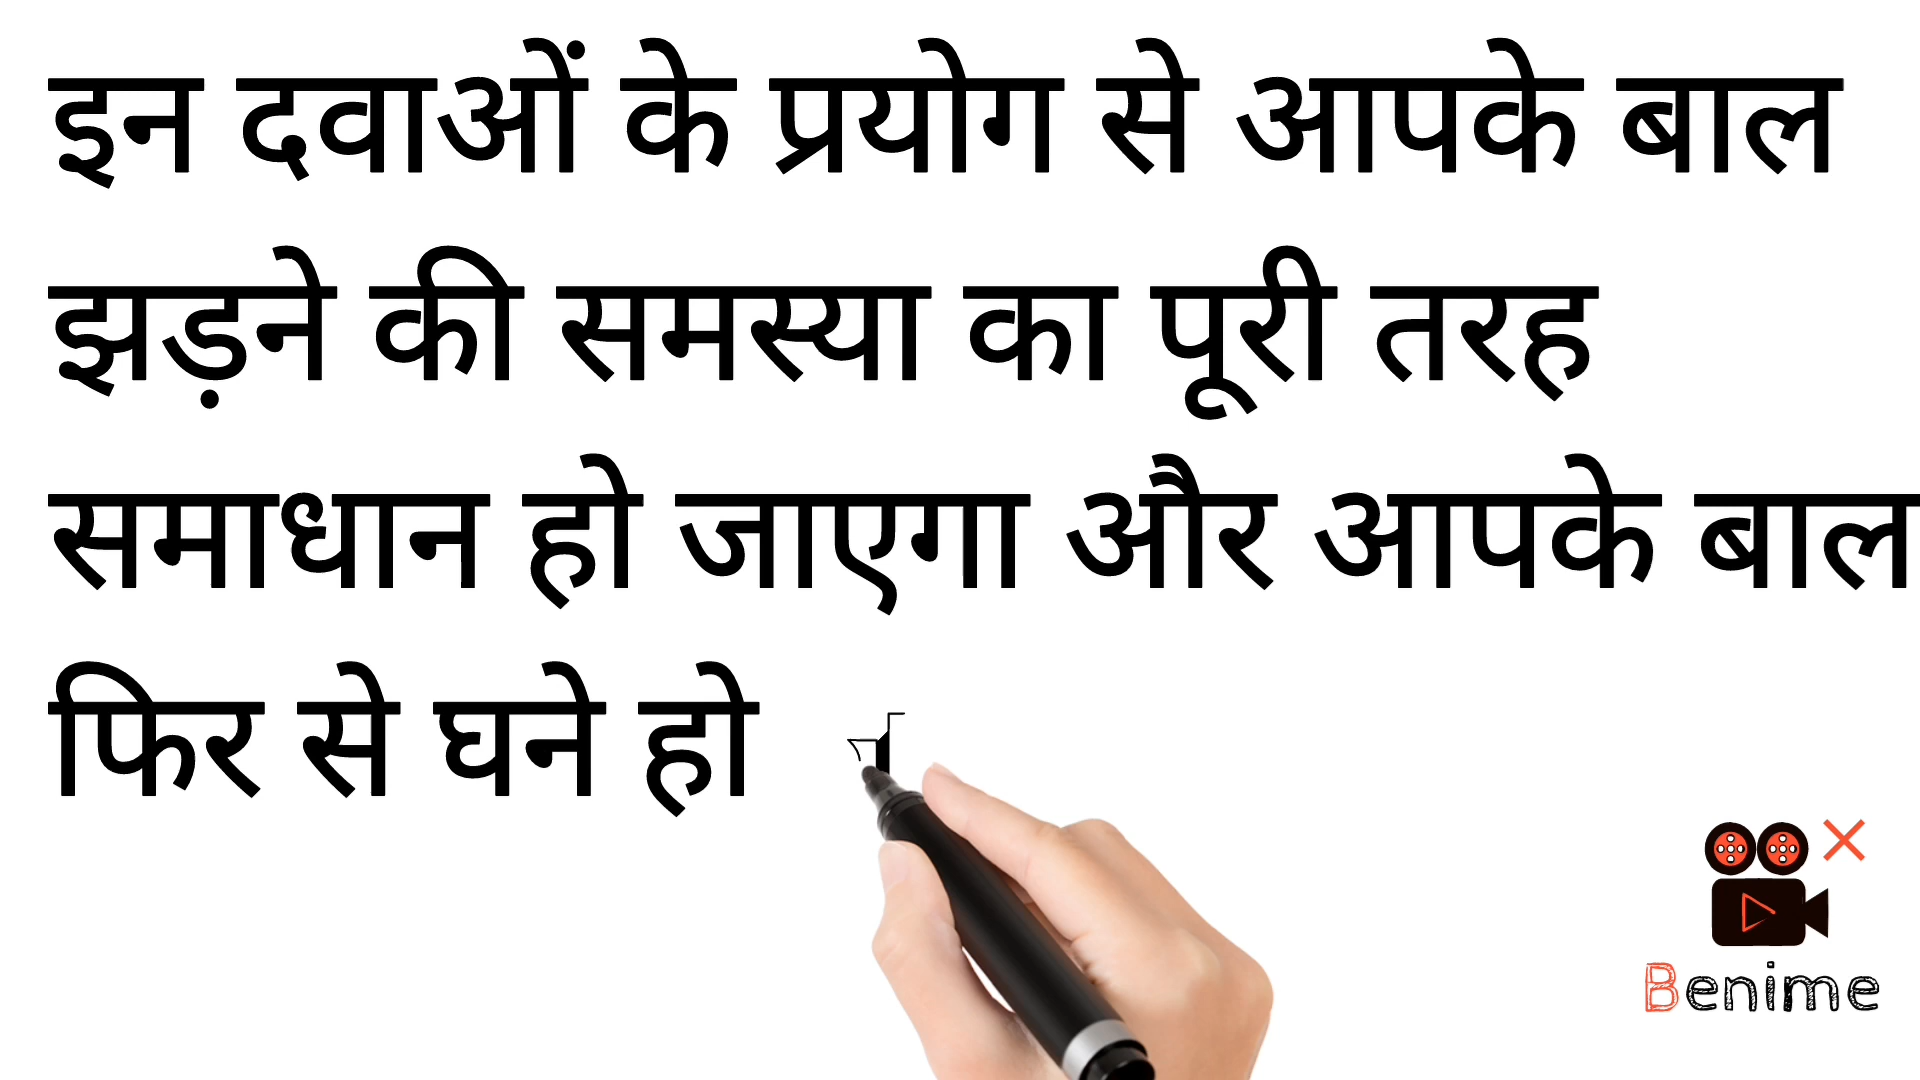 इन दवाओं के प्रयोग से आपके बाल
झड़ने की समस्या का पूरी तरह
समाधान हो जाएगा और आपके बाल
फिर से घने हो
Benime